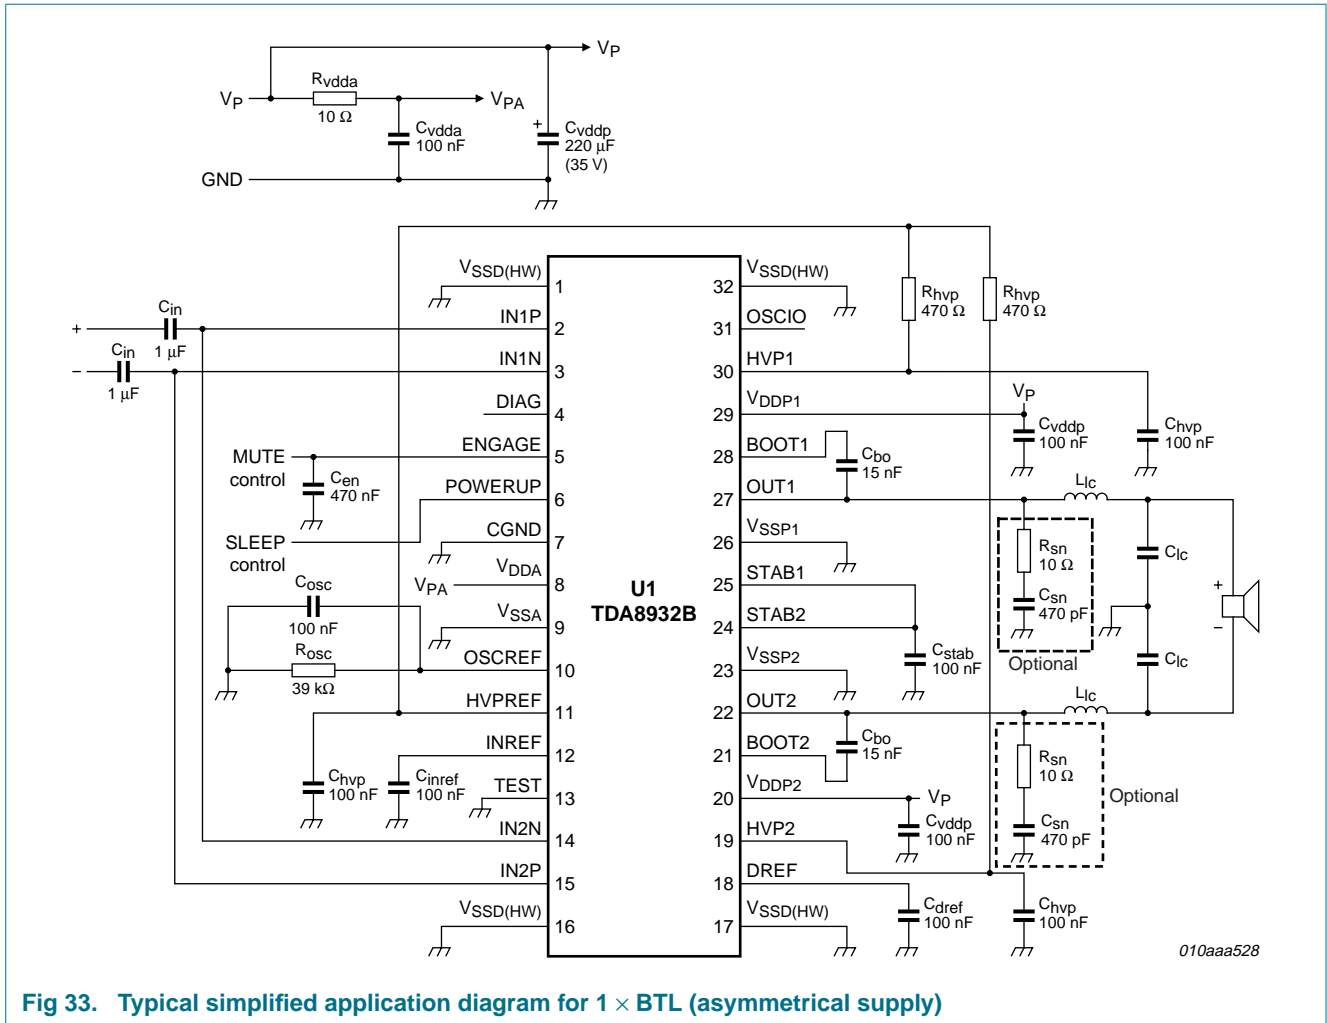 VP
Rvdda
VP
10 Ω
VPA
Cvdda
100 nF
+
Cvddp
220 μF
(35 V)
GND
VSSD(HW)
1
Cin
+
1 μF
IN1P
2
Cin
−
1 μF
IN1N
3
DIAG
4
MUTE
control
ENGAGE
5
Cen
470 nF
POWERUP
6
SLEEP
control
CGND
7
VPA
VDDA
8
Cosc
100 nF
VSSA
9
Rosc
39 kΩ
OSCREF
10
HVPREF
11
INREF
12
Chvp
100 nF
Cinref
100 nF
TEST
13
IN2N
14
IN2P
15
VSSD(HW)
16
U1
TDA8932B
32
VSSD(HW)
Rhvp
470 Ω
Rhvp
470 Ω
31
OSCIO
30
HVP1
29
VDDP1
VP
Cvddp
100 nF
Chvp
100 nF
28
BOOT1
Cbo
15 nF
27
OUT1
Llc
26
VSSP1
Rsn
10 Ω
Csn
470 pF
Optional
Clc
25
STAB1
24
STAB2
Cstab
100 nF
+
−
23
VSSP2
Clc
22
OUT2
Llc
21
BOOT2
Cbo
15 nF
Rsn
10 Ω
Csn
470 pF
Optional
20
VDDP2
VP
Cvddp
100 nF
19
HVP2
18
DREF
Cdref
100 nF
Chvp
100 nF
17
VSSD(HW)
010aaa528
Fig 33. Typical simplified application diagram for 1 × BTL (asymmetrical supply)